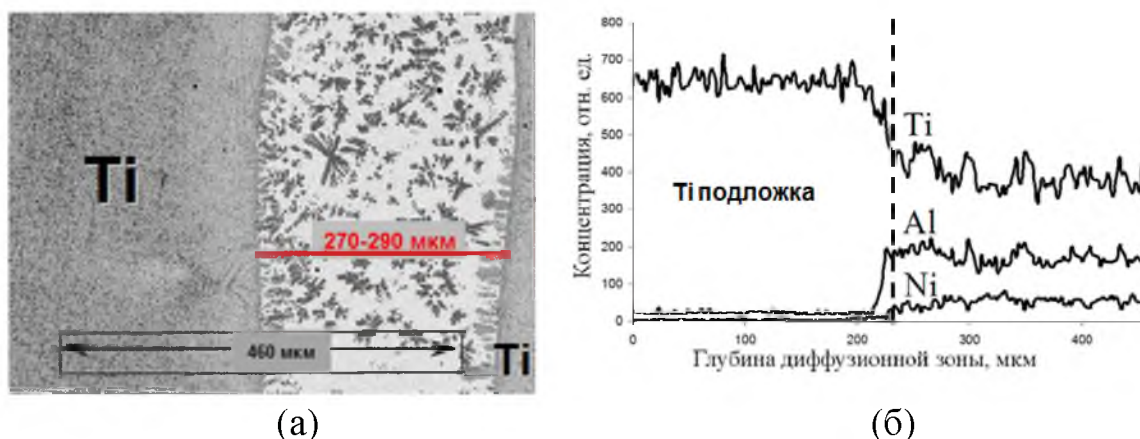 Ti
270-290 мкм
460 мкм
Ti
(а)
Концентрация, отн. ед.
800
700
600
500
400
300
200
100
0
Ti
Ti подложка
Al
Ni
0
100
200
300
400
Глубина диффузионной зоны, мкм
(б)